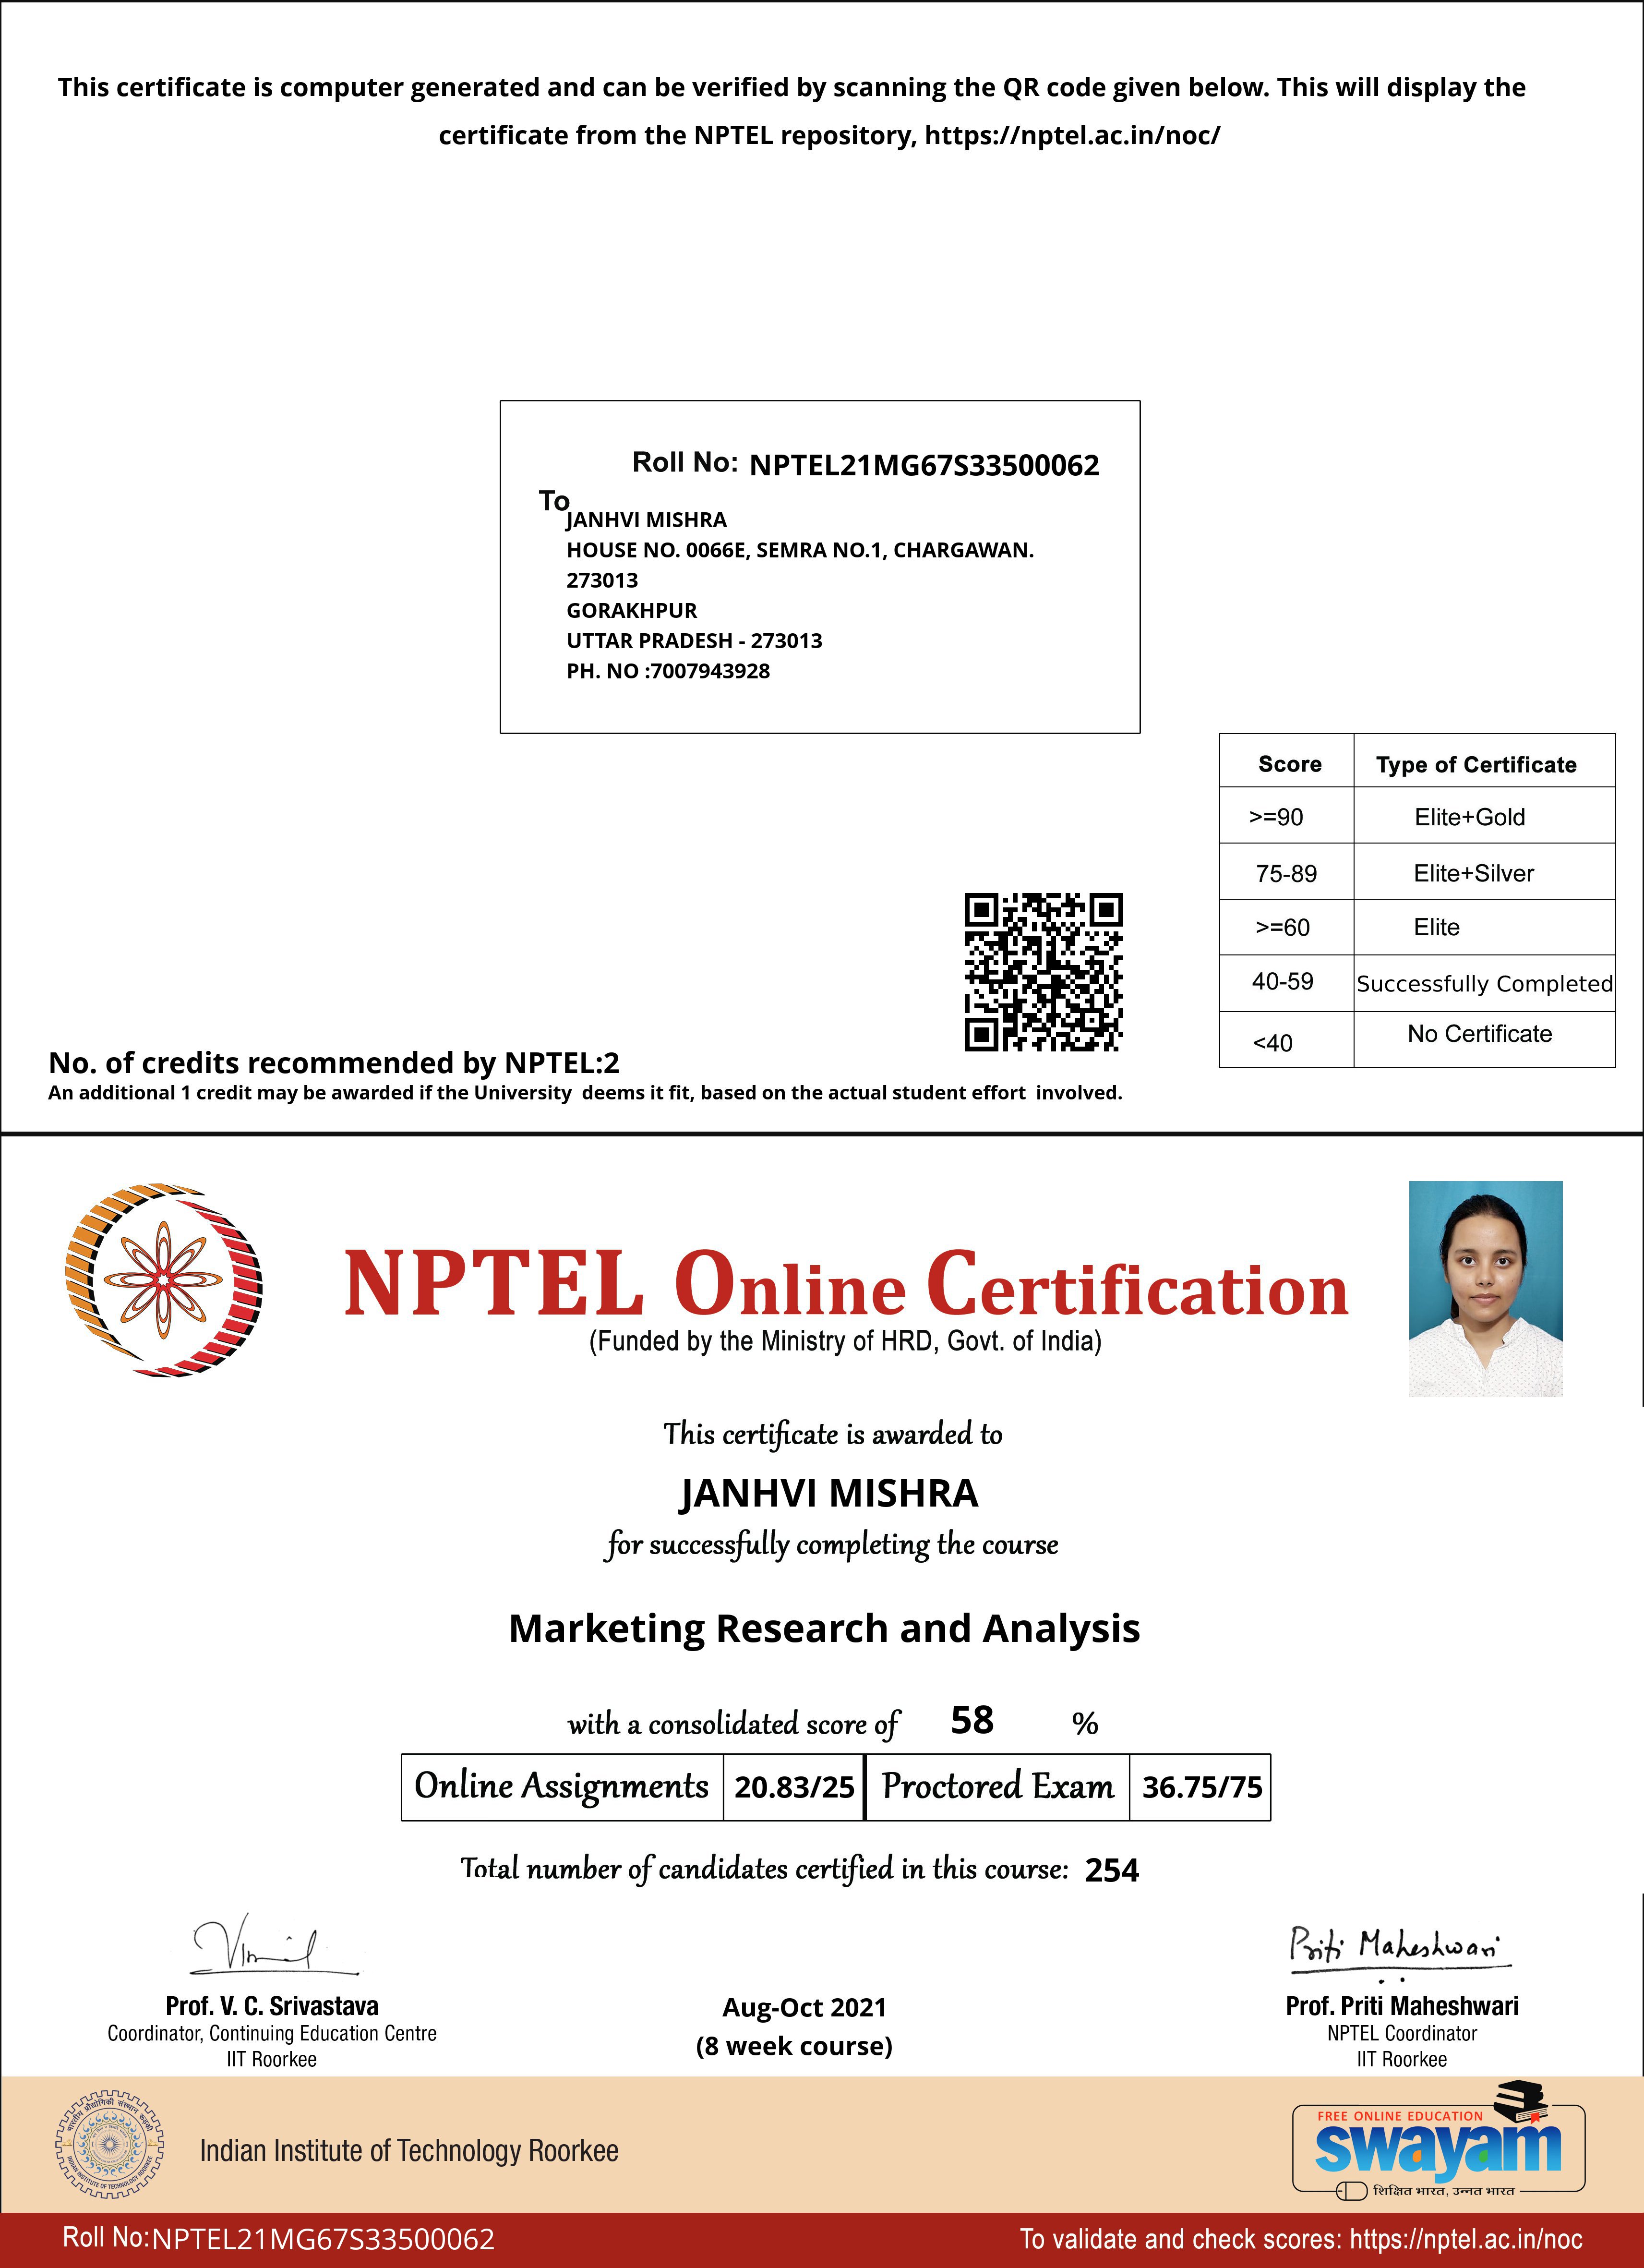 This certificate is computer generated and can be verified by scanning the QR code given below. This will display the
certificate from the NPTEL repository, https://nptel.ac.in/noc/
Roll No: NPTEL21MG67S33500062
To
JANHVI MISHRA
HOUSE NO. 0066E, SEMRA NO.1, CHARGAWAN.
273013
GORAKHPUR
UTTAR PRADESH - 273013
PH. NO :7007943928
Score Type of Certificate
>=90 Elite+Gold
75-89 Elite+Silver
>=60 Elite
40-59 Successfully Completed
<40 No Certificate
No. of credits recommended by NPTEL:2
An additional 1 credit may be awarded if the University deems it fit, based on the actual student effort involved.
NPTEL Online Certification
(Funded by the Ministry of HRD, Govt. of India)
This certificate is awarded to
JANHVI MISHRA
for successfully completing the course
Marketing Research and Analysis
with a consolidated score of 58 %
Online Assignments 20.83/25 Proctored Exam 36.75/75
Total number of candidates certified in this course: 254
Priti Maheshwari
Prof. V. C. Srivastava
Coordinator, Continuing Education Centre
IIT Roorkee
Aug-Oct 2021
(8 week course)
Prof. Priti Maheshwari
NPTEL Coordinator
IIT Roorkee
भारतीय प्रौद्योगिकी संस्थान रुड़की
INDIAN INSTITUTE OF TECHNOLOGY ROORKEE
Indian Institute of Technology Roorkee
FREE ONLINE EDUCATION
swayam
शिक्षित भारत, उन्नत भारत
Roll No: NPTEL21MG67S33500062
To validate and check scores: https://nptel.ac.in/noc